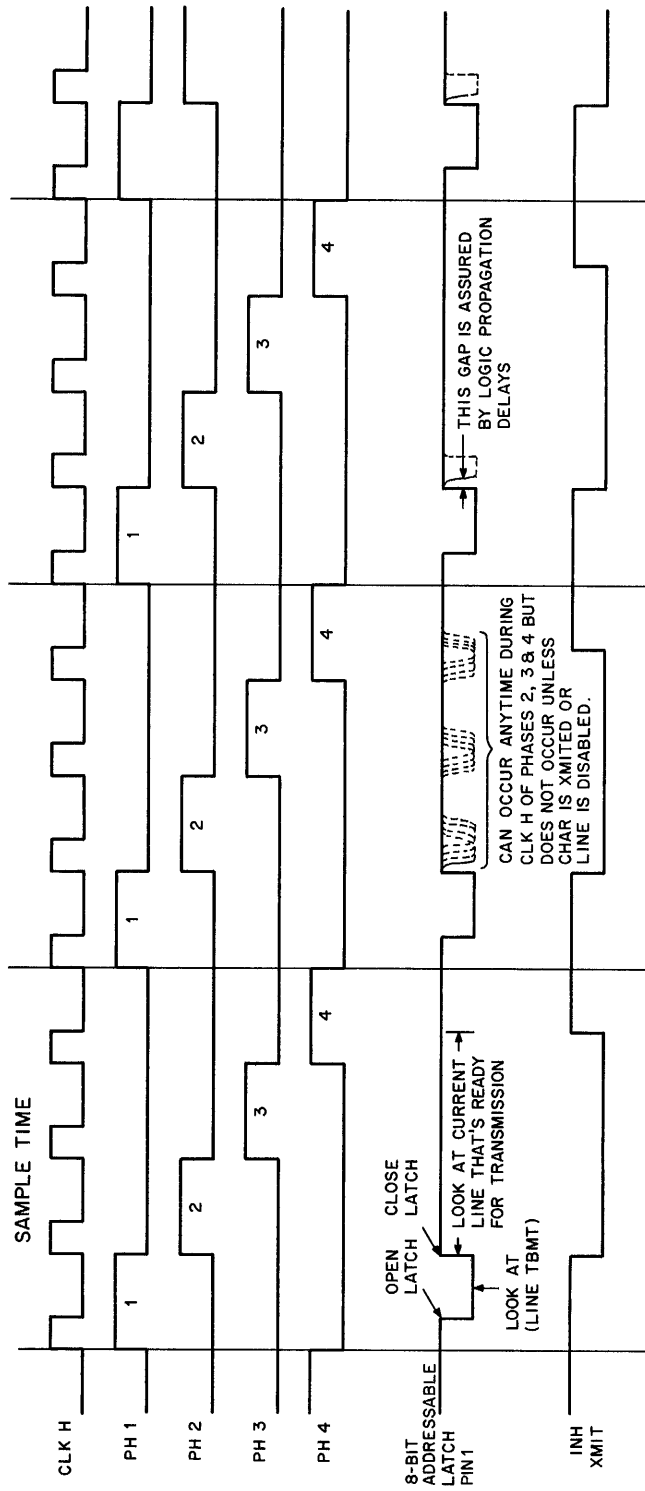 SAMPLE TIME
CLK H
PH 1
1
1
1
PH 2
2
2
2
PH 3
3
3
3
PH 4
4
4
4
8-BIT
ADDRESSABLE
LATCH
PIN1
OPEN
LATCH
CLOSE
LATCH
LOOK AT
(LINE TBMT)
LOOK AT CURRENT
LINE THAT'S READY
FOR TRANSMISSION
CAN OCCUR ANYTIME DURING
CLK H OF PHASES 2, 3 & 4 BUT
DOES NOT OCCUR UNLESS
CHAR IS XMITED OR
LINE IS DISABLED.
THIS GAP IS ASSURED
BY LOGIC PROPAGATION
DELAYS
INH
XMIT